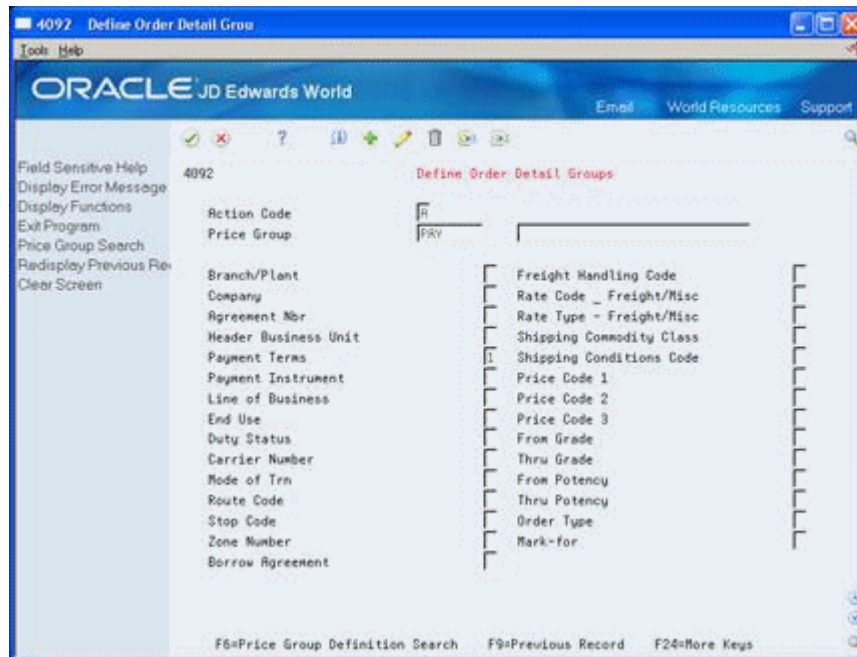 4092 Define Order Detail Grou
Tools Help
ORACLE JD Edwards World
Email World Resources Support
Field Sensitive Help
Display Error Message
Display Functions
Exit Program
Price Group Search
Redisplay Previous Re
Clear Screen
4092 Define Order Detail Groups
Action Code A
Price Group PAY
Branch/Plant Freight Handling Code
Company Rate Code _ Freight/Misc
Agreement Nbr Rate Type - Freight/Misc
Header Business Unit Shipping Commodity Class
Payment Terms 1 Shipping Conditions Code
Payment Instrument Price Code 1
Line of Business Price Code 2
End Use Price Code 3
Duty Status From Grade
Carrier Number Thru Grade
Mode of Trn From Potency
Route Code Thru Potency
Stop Code Order Type
Zone Number Mark-for
Borrow Agreement
F6=Price Group Definition Search F9=Previous Record F24=More Keys